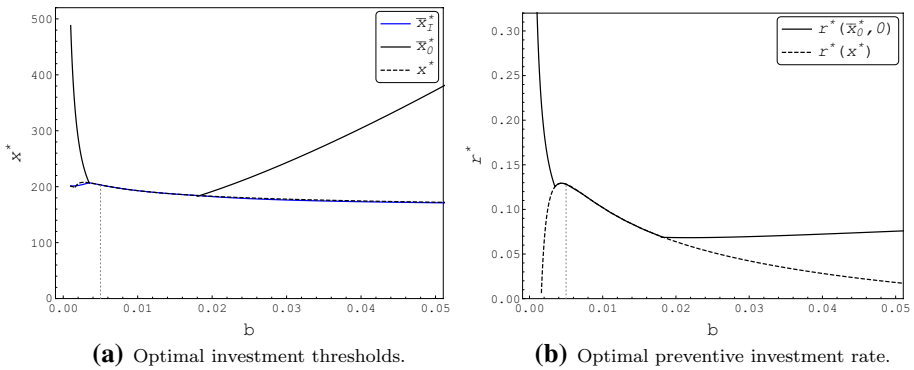 500
400
300
200
100
0
x*
0.00 0.01 0.02 0.03 0.04 0.05
b
x̄*_I
x̄*_0
x*
(a) Optimal investment thresholds.
0.30
0.25
0.20
0.15
0.10
0.05
0.00
r*
0.00 0.01 0.02 0.03 0.04 0.05
b
r*(x̄*_0, 0)
r*(x*)
(b) Optimal preventive investment rate.